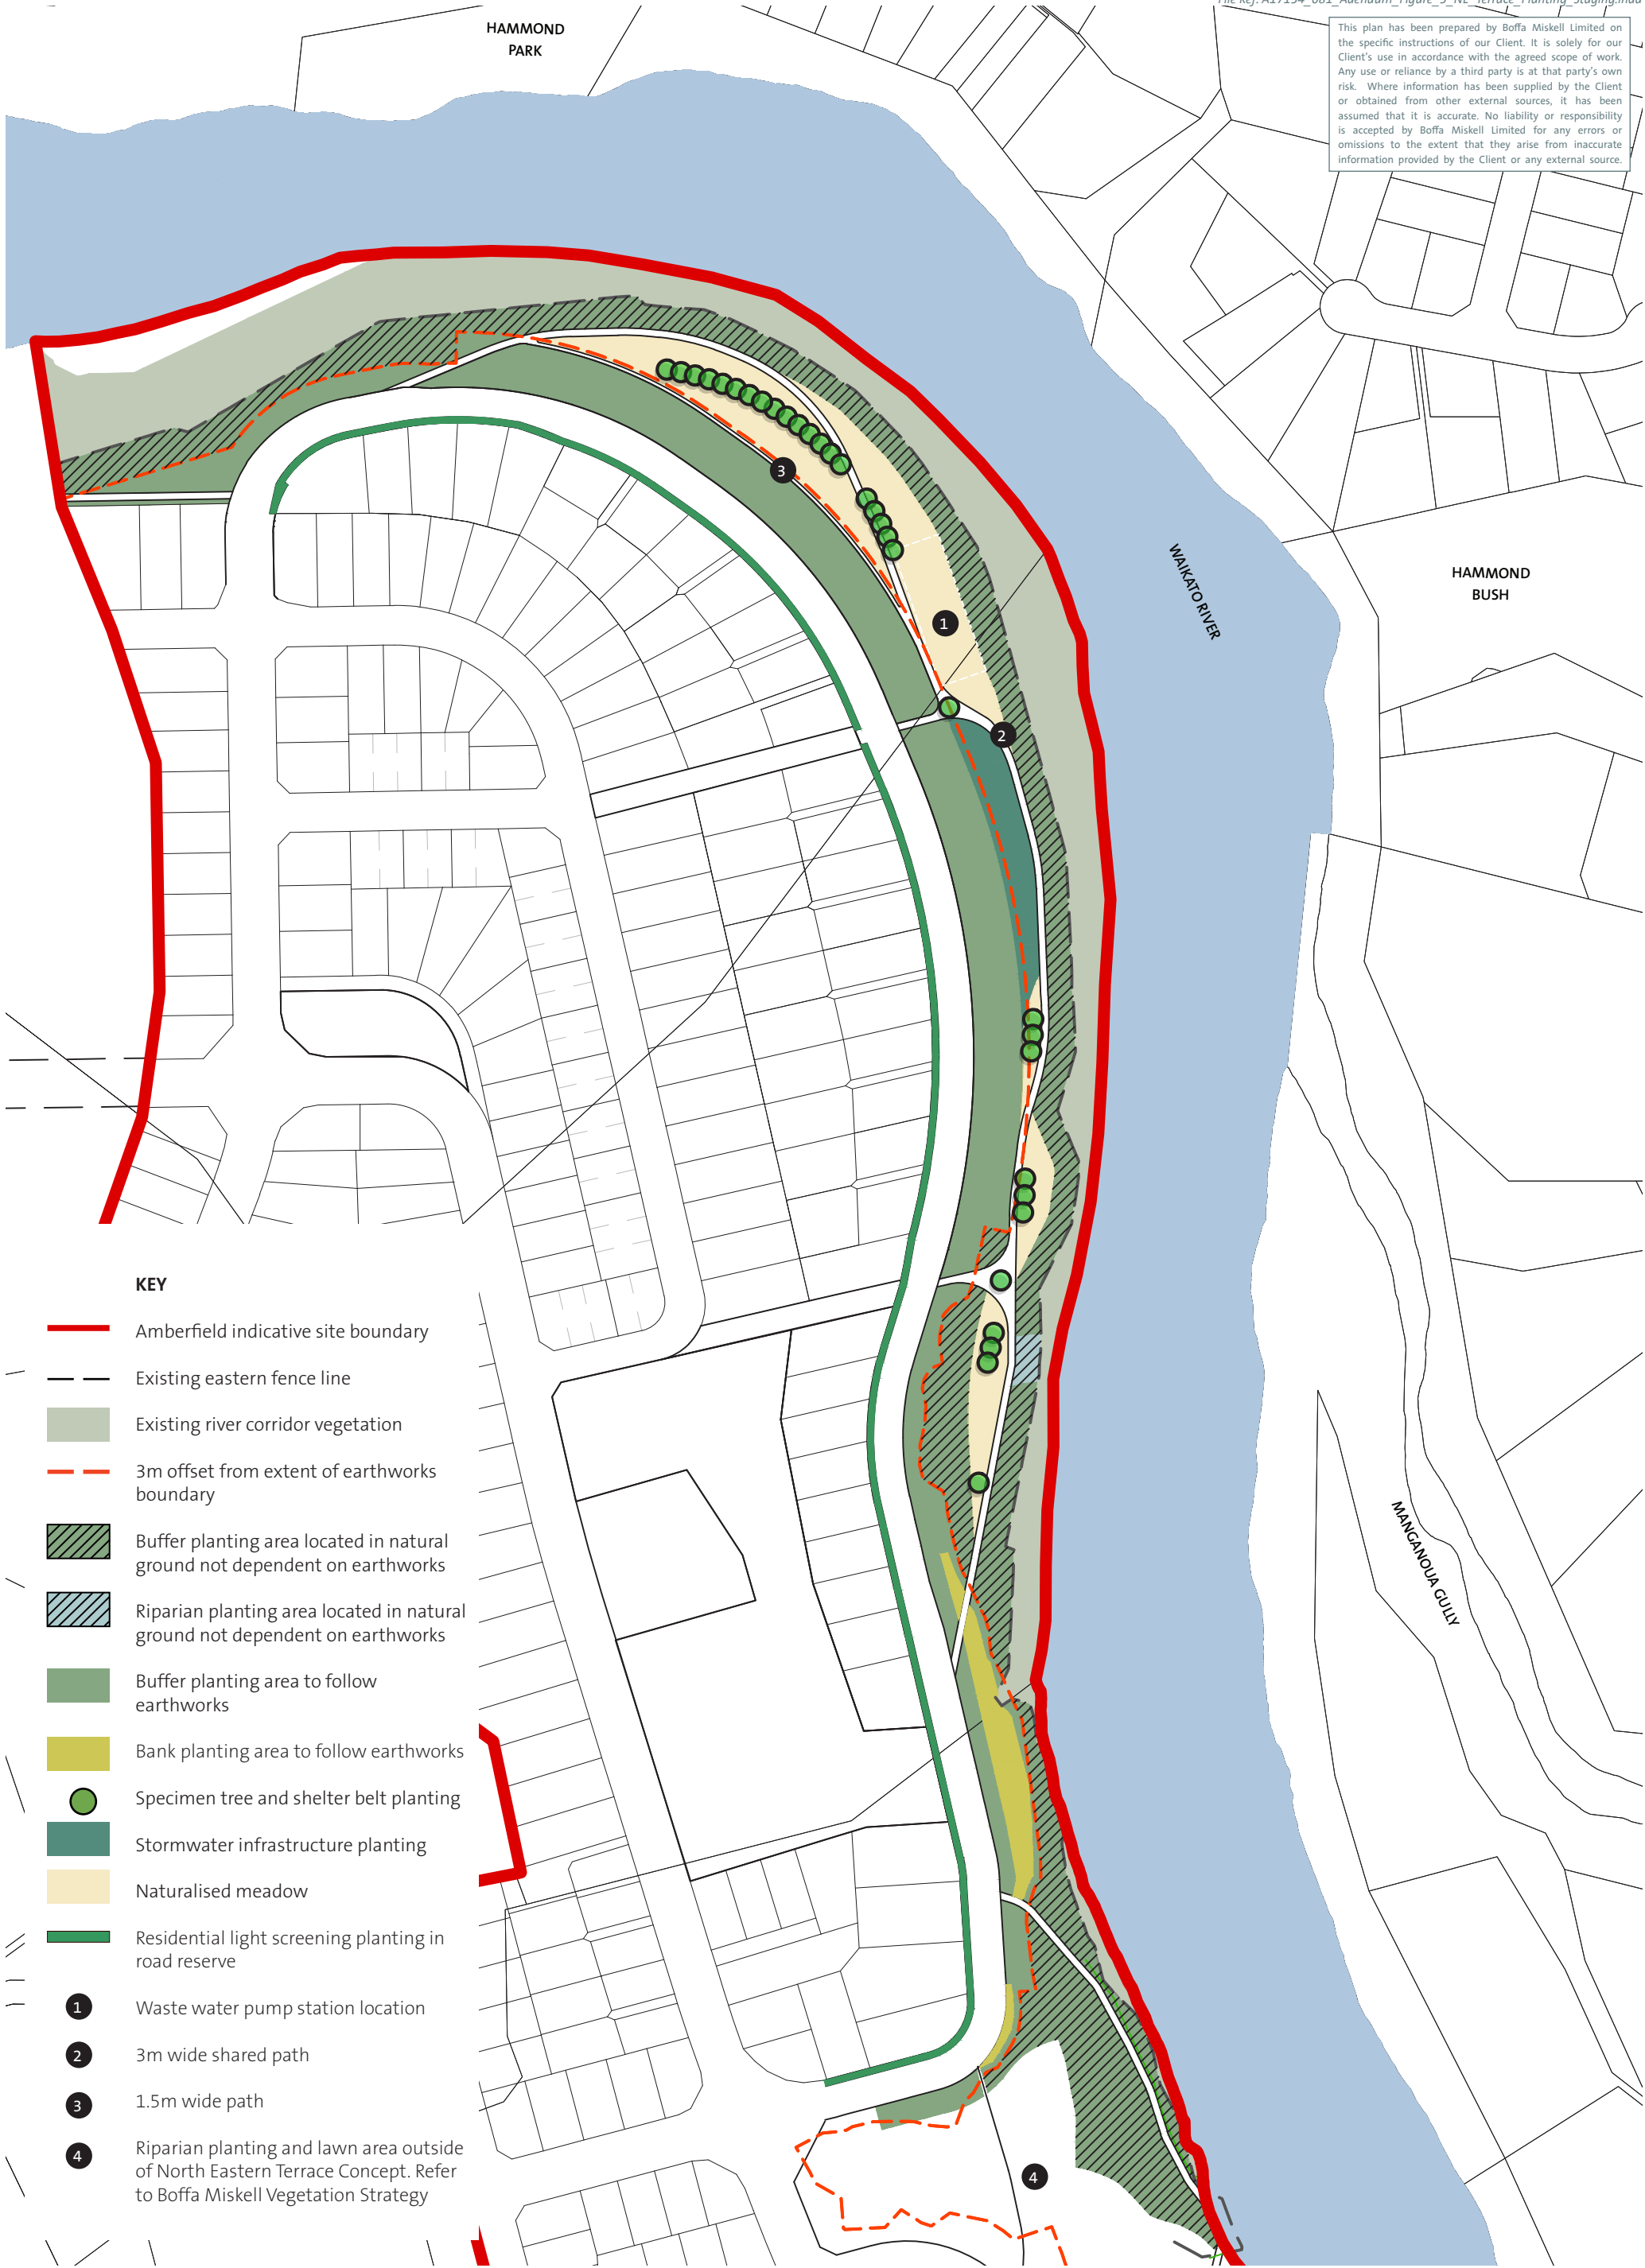 File Ref: A17134_081_Adendum_Figure_5_NE_Terrace_Planting_Staging.indd
This plan has been prepared by Boffa Miskell Limited on
the specific instructions of our Client. It is solely for our
Client's use in accordance with the agreed scope of work.
Any use or reliance by a third party is at that party's own
risk. Where information has been supplied by the Client
or obtained from other external sources, it has been
assumed that it is accurate. No liability or responsibility
is accepted by Boffa Miskell Limited for any errors or
omissions to the extent that they arise from inaccurate
information provided by the Client or any external source.
HAMMOND
PARK
3
1
2
WAIKATO RIVER
HAMMOND
BUSH
MANGANOUA GULLY
4
KEY
Amberfield indicative site boundary
Existing eastern fence line
Existing river corridor vegetation
3m offset from extent of earthworks
boundary
Buffer planting area located in natural
ground not dependent on earthworks
Riparian planting area located in natural
ground not dependent on earthworks
Buffer planting area to follow
earthworks
Bank planting area to follow earthworks
Specimen tree and shelter belt planting
Stormwater infrastructure planting
Naturalised meadow
Residential light screening planting in
road reserve
1 Waste water pump station location
2 3m wide shared path
3 1.5m wide path
4 Riparian planting and lawn area outside
of North Eastern Terrace Concept. Refer
to Boffa Miskell Vegetation Strategy